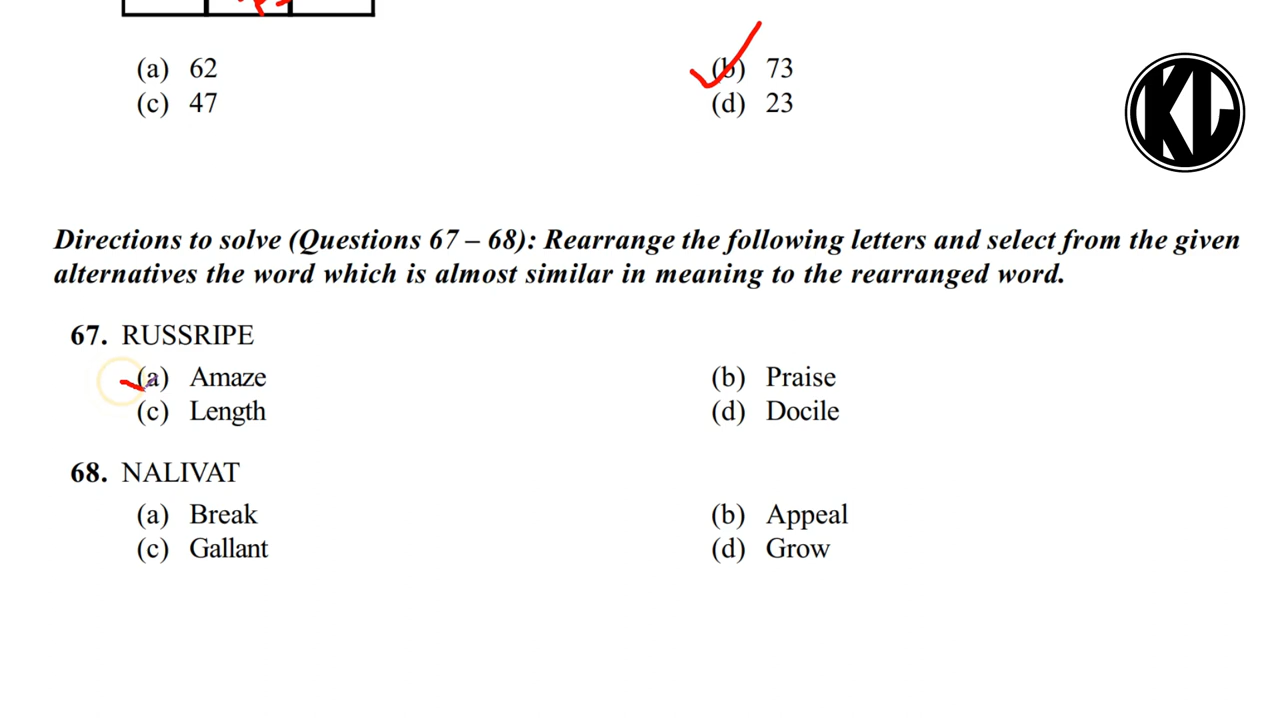 (a) 62 (b) 73
(c) 47 (d) 23
KL
Directions to solve (Questions 67 – 68): Rearrange the following letters and select from the given
alternatives the word which is almost similar in meaning to the rearranged word.
67. RUSSRIPE
(a) Amaze (b) Praise
(c) Length (d) Docile
68. NALIVAT
(a) Break (b) Appeal
(c) Gallant (d) Grow